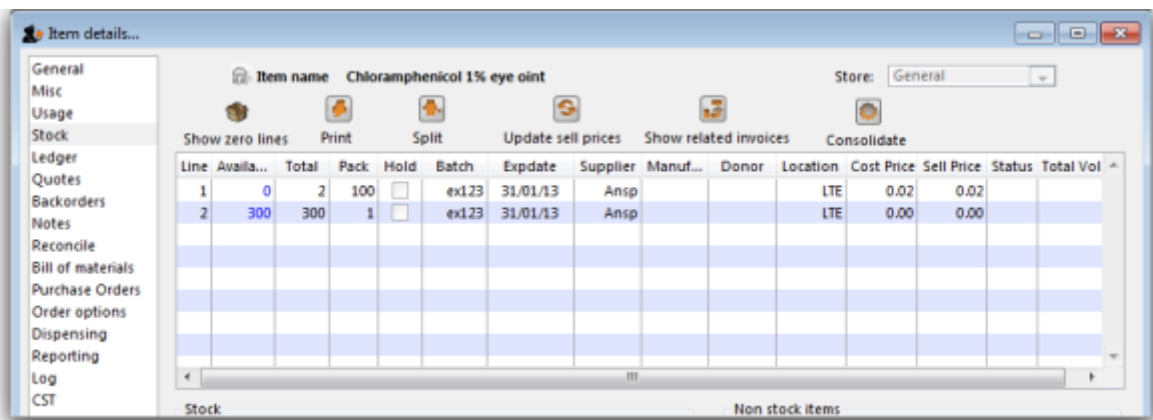 Item details...
General
Misc
Usage
Stock
Ledger
Quotes
Backorders
Notes
Reconcile
Bill of materials
Purchase Orders
Order options
Dispensing
Reporting
Log
CST
Item name Chloramphenicol 1% eye oint Store: General
Show zero lines Print Split Update sell prices Show related invoices Consolidate
Line Availa... Total Pack Hold Batch Expdate Supplier Manuf... Donor Location Cost Price Sell Price Status Total Vol
1 0 2 100 ex123 31/01/13 Ansp LTE 0.02 0.02
2 300 300 1 ex123 31/01/13 Ansp LTE 0.00 0.00
Stock Non stock items